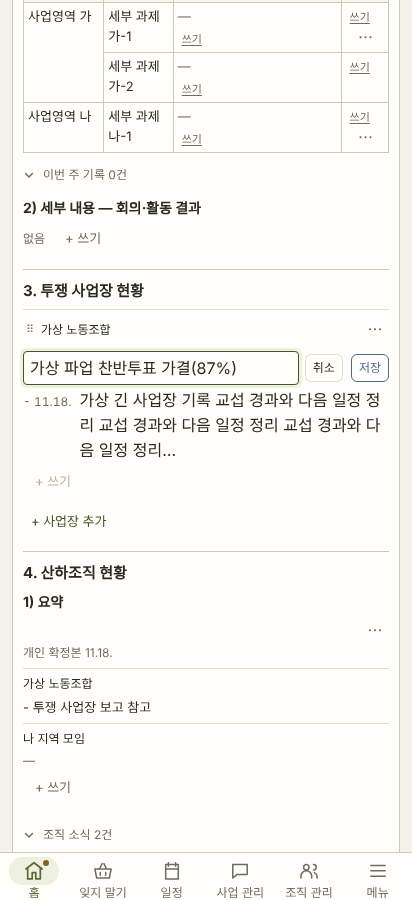 사업영역 가
세부 과제
가-1
—
쓰기
쓰기
···
세부 과제
가-2
—
쓰기
쓰기
사업영역 나
세부 과제
나-1
—
쓰기
쓰기
···
이번 주 기록 0건
2) 세부 내용 — 회의·활동 결과
없음 + 쓰기
3. 투쟁 사업장 현황
가상 노동조합 ···
가상 파업 찬반투표 가결(87%) 취소 저장
- 11.18. 가상 긴 사업장 기록 교섭 경과와 다음 일정 정
리 교섭 경과와 다음 일정 정리 교섭 경과와 다
음 일정 정리...
+ 쓰기
+ 사업장 추가
4. 산하조직 현황
1) 요약
···
개인 확정본 11.18.
가상 노동조합
- 투쟁 사업장 보고 참고
나 지역 모임
—
+ 쓰기
조직 소식 2건
홈 잊지 말기 일정 사업 관리 조직 관리 메뉴